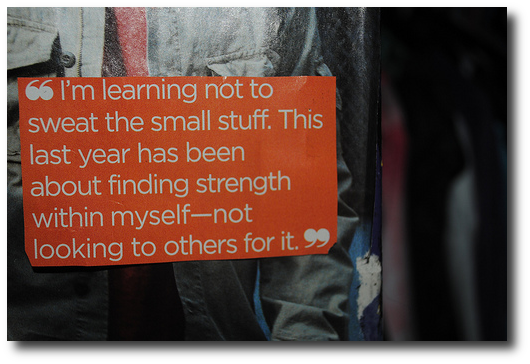 “I’m learning not to
sweat the small stuff. This
last year has been
about finding strength
within myself—not
looking to others for it.”